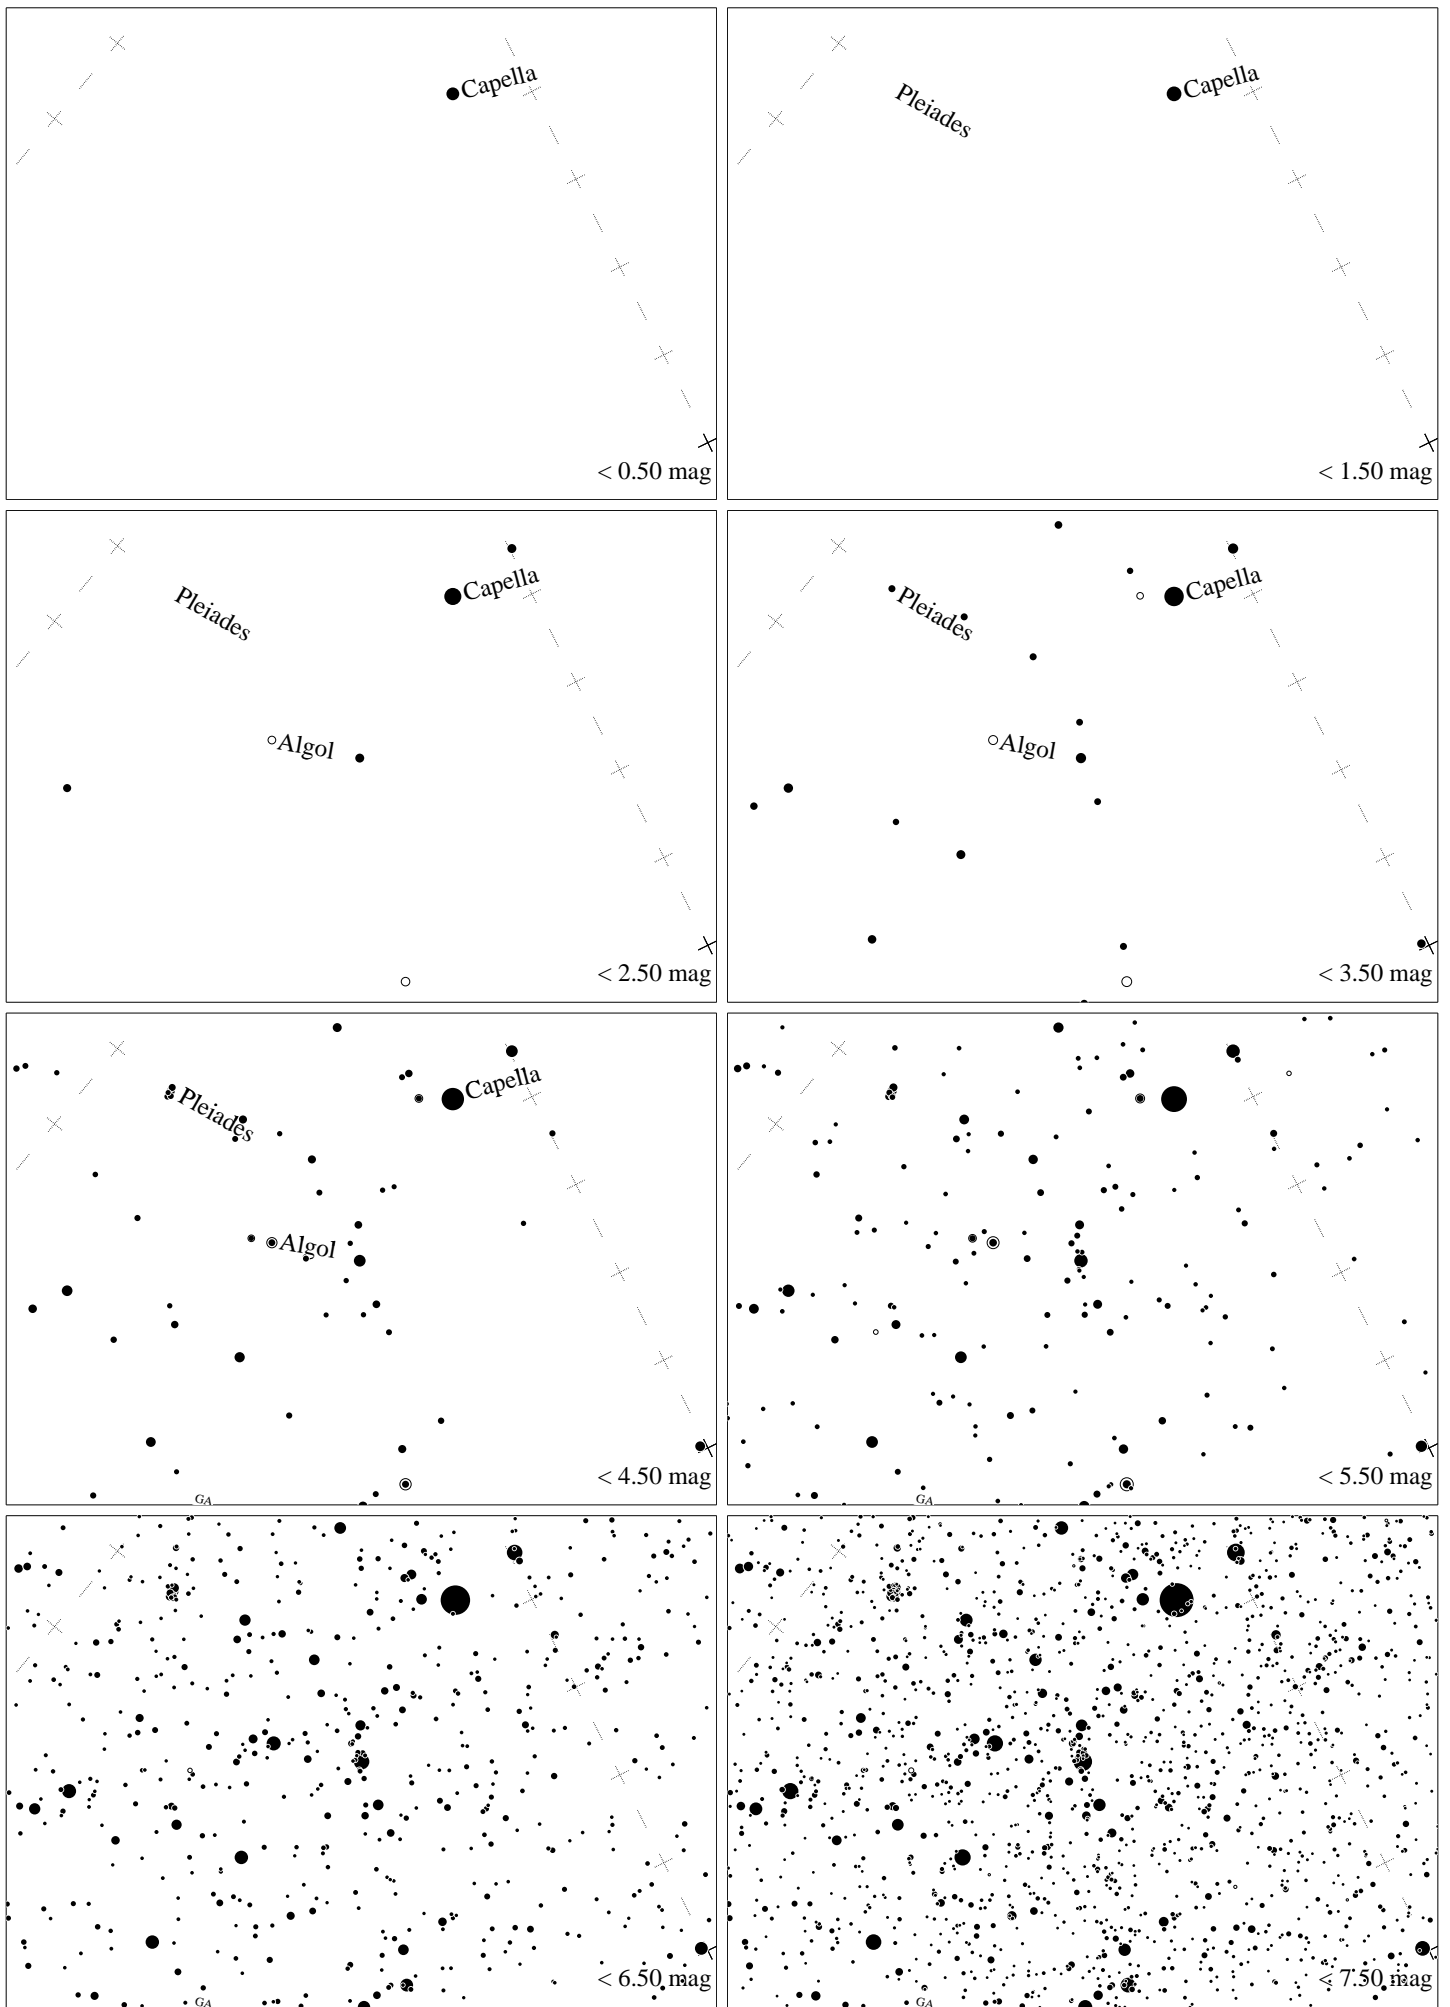 Capella
< 0.50 mag
Capella
Pleiades
< 1.50 mag
Capella
Pleiades
Algol
< 2.50 mag
Capella
Pleiades
Algol
< 3.50 mag
Capella
Pleiades
Algol
< 4.50 mag
GA
< 5.50 mag
GA
< 6.50 mag
GA
< 7.50 mag
GA